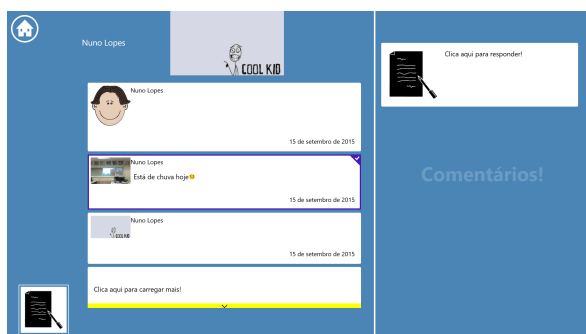 Nuno Lopes
COOL KID
Nuno Lopes
15 de setembro de 2015
Nuno Lopes
Está de chuva hoje
15 de setembro de 2015
Nuno Lopes
COOL KID
15 de setembro de 2015
Clica aqui para carregar mais!
Clica aqui para responder!
Comentários!